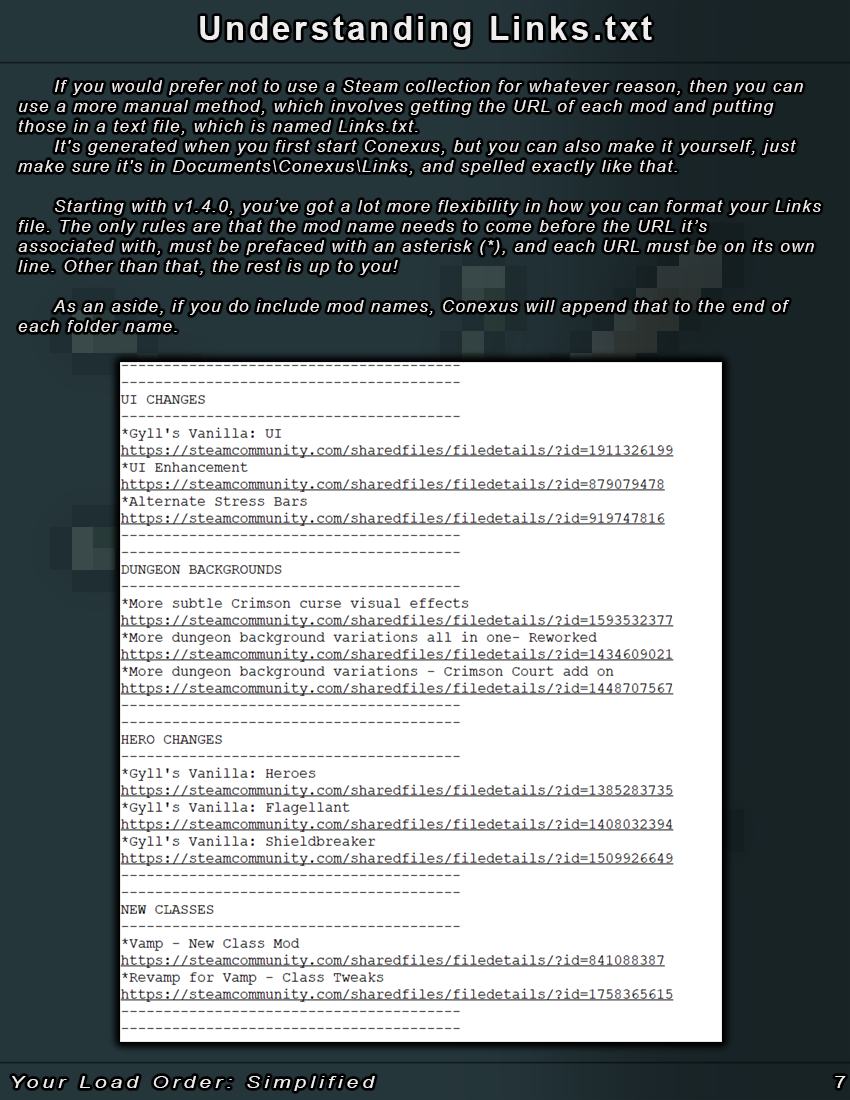 Understanding Links.txt
If you would prefer not to use a Steam collection for whatever reason, then you can
use a more manual method, which involves getting the URL of each mod and putting
those in a text file, which is named Links.txt.
It's generated when you first start Conexus, but you can also make it yourself, just
make sure it's in Documents\Conexus\Links, and spelled exactly like that.
Starting with v1.4.0, you’ve got a lot more flexibility in how you can format your Links
file. The only rules are that the mod name needs to come before the URL it’s
associated with, must be prefaced with an asterisk (*), and each URL must be on its own
line. Other than that, the rest is up to you!
As an aside, if you do include mod names, Conexus will append that to the end of
each folder name.
----------------------------------------
----------------------------------------
UI CHANGES
----------------------------------------
*Gyll's Vanilla: UI
https://steamcommunity.com/sharedfiles/filedetails/?id=1911326199
*UI Enhancement
https://steamcommunity.com/sharedfiles/filedetails/?id=879079478
*Alternate Stress Bars
https://steamcommunity.com/sharedfiles/filedetails/?id=919747816
----------------------------------------
----------------------------------------
DUNGEON BACKGROUNDS
----------------------------------------
*More subtle Crimson curse visual effects
https://steamcommunity.com/sharedfiles/filedetails/?id=1593532377
*More dungeon background variations all in one- Reworked
https://steamcommunity.com/sharedfiles/filedetails/?id=1434609021
*More dungeon background variations - Crimson Court add on
https://steamcommunity.com/sharedfiles/filedetails/?id=1448707567
----------------------------------------
----------------------------------------
HERO CHANGES
----------------------------------------
*Gyll's Vanilla: Heroes
https://steamcommunity.com/sharedfiles/filedetails/?id=1385283735
*Gyll's Vanilla: Flagellant
https://steamcommunity.com/sharedfiles/filedetails/?id=1408032394
*Gyll's Vanilla: Shieldbreaker
https://steamcommunity.com/sharedfiles/filedetails/?id=1509926649
----------------------------------------
----------------------------------------
NEW CLASSES
----------------------------------------
*Vamp - New Class Mod
https://steamcommunity.com/sharedfiles/filedetails/?id=841088387
*Revamp for Vamp - Class Tweaks
https://steamcommunity.com/sharedfiles/filedetails/?id=1758365615
----------------------------------------
----------------------------------------
Your Load Order: Simplified
7